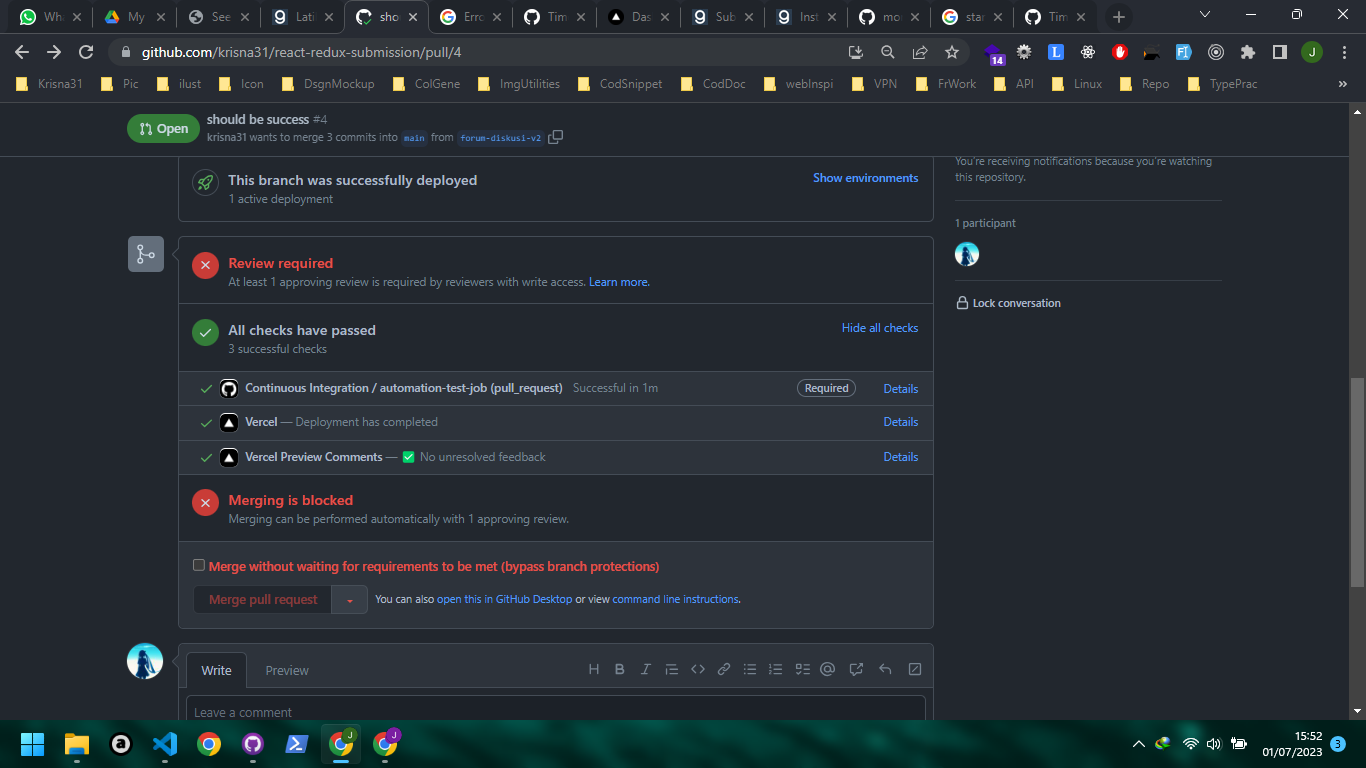 Wha
My
See
Lati
sho
Erro
Tim
Das
Sub
Inst
mo
star
Tim
github.com/krisna31/react-redux-submission/pull/4
14
J
Krisna31
Pic
ilust
Icon
DsgnMockup
ColGene
ImgUtilities
CodSnippet
CodDoc
webInspi
VPN
FrWork
API
Linux
Repo
TypePrac
»
Open
should be success #4
krisna31 wants to merge 3 commits into main from forum-diskusi-v2
This branch was successfully deployed
1 active deployment
Show environments
You're receiving notifications because you're watching
this repository.
1 participant
Lock conversation
Review required
At least 1 approving review is required by reviewers with write access. Learn more.
All checks have passed
3 successful checks
Hide all checks
Continuous Integration / automation-test-job (pull_request) Successful in 1m Required Details
Vercel — Deployment has completed Details
Vercel Preview Comments — ✅ No unresolved feedback Details
Merging is blocked
Merging can be performed automatically with 1 approving review.
Merge without waiting for requirements to be met (bypass branch protections)
Merge pull request
You can also open this in GitHub Desktop or view command line instructions.
Write
Preview
Leave a comment
15:52
01/07/2023
3